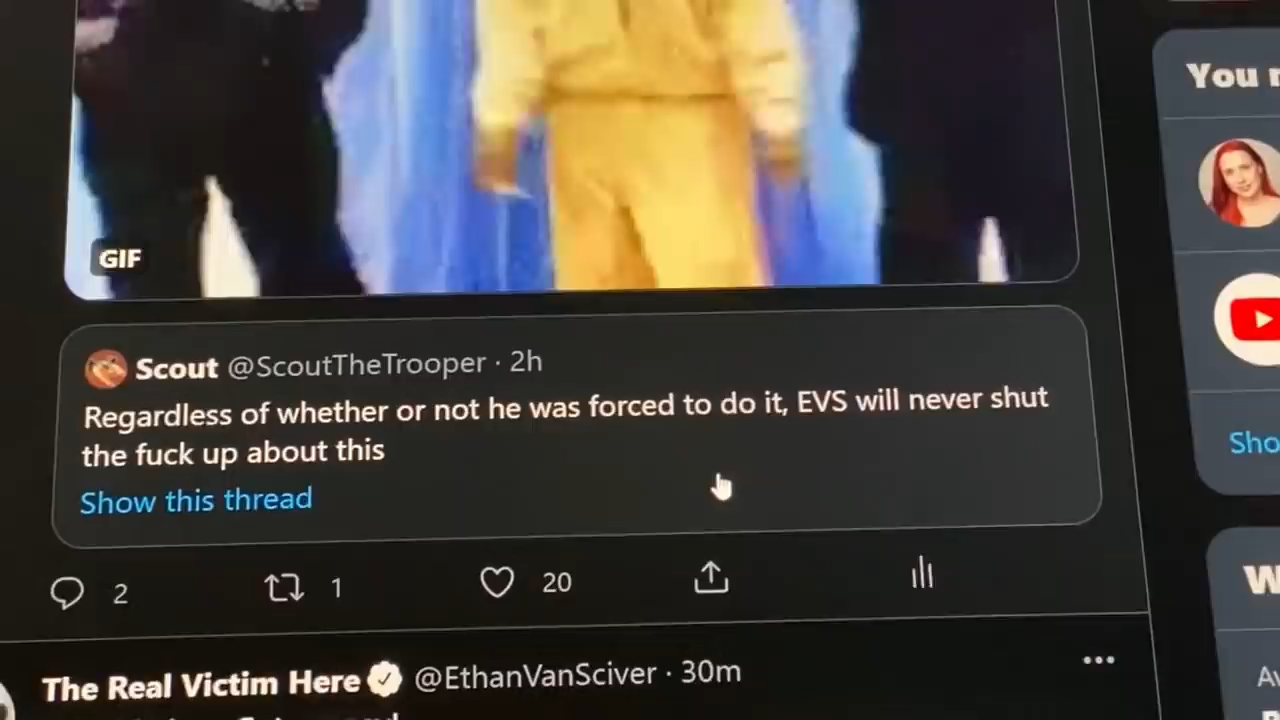 You
GIF
Scout @ScoutTheTrooper · 2h
Regardless of whether or not he was forced to do it, EVS will never shut
the fuck up about this
Show this thread
2 1 20
Sho
The Real Victim Here @EthanVanSciver · 30m
W